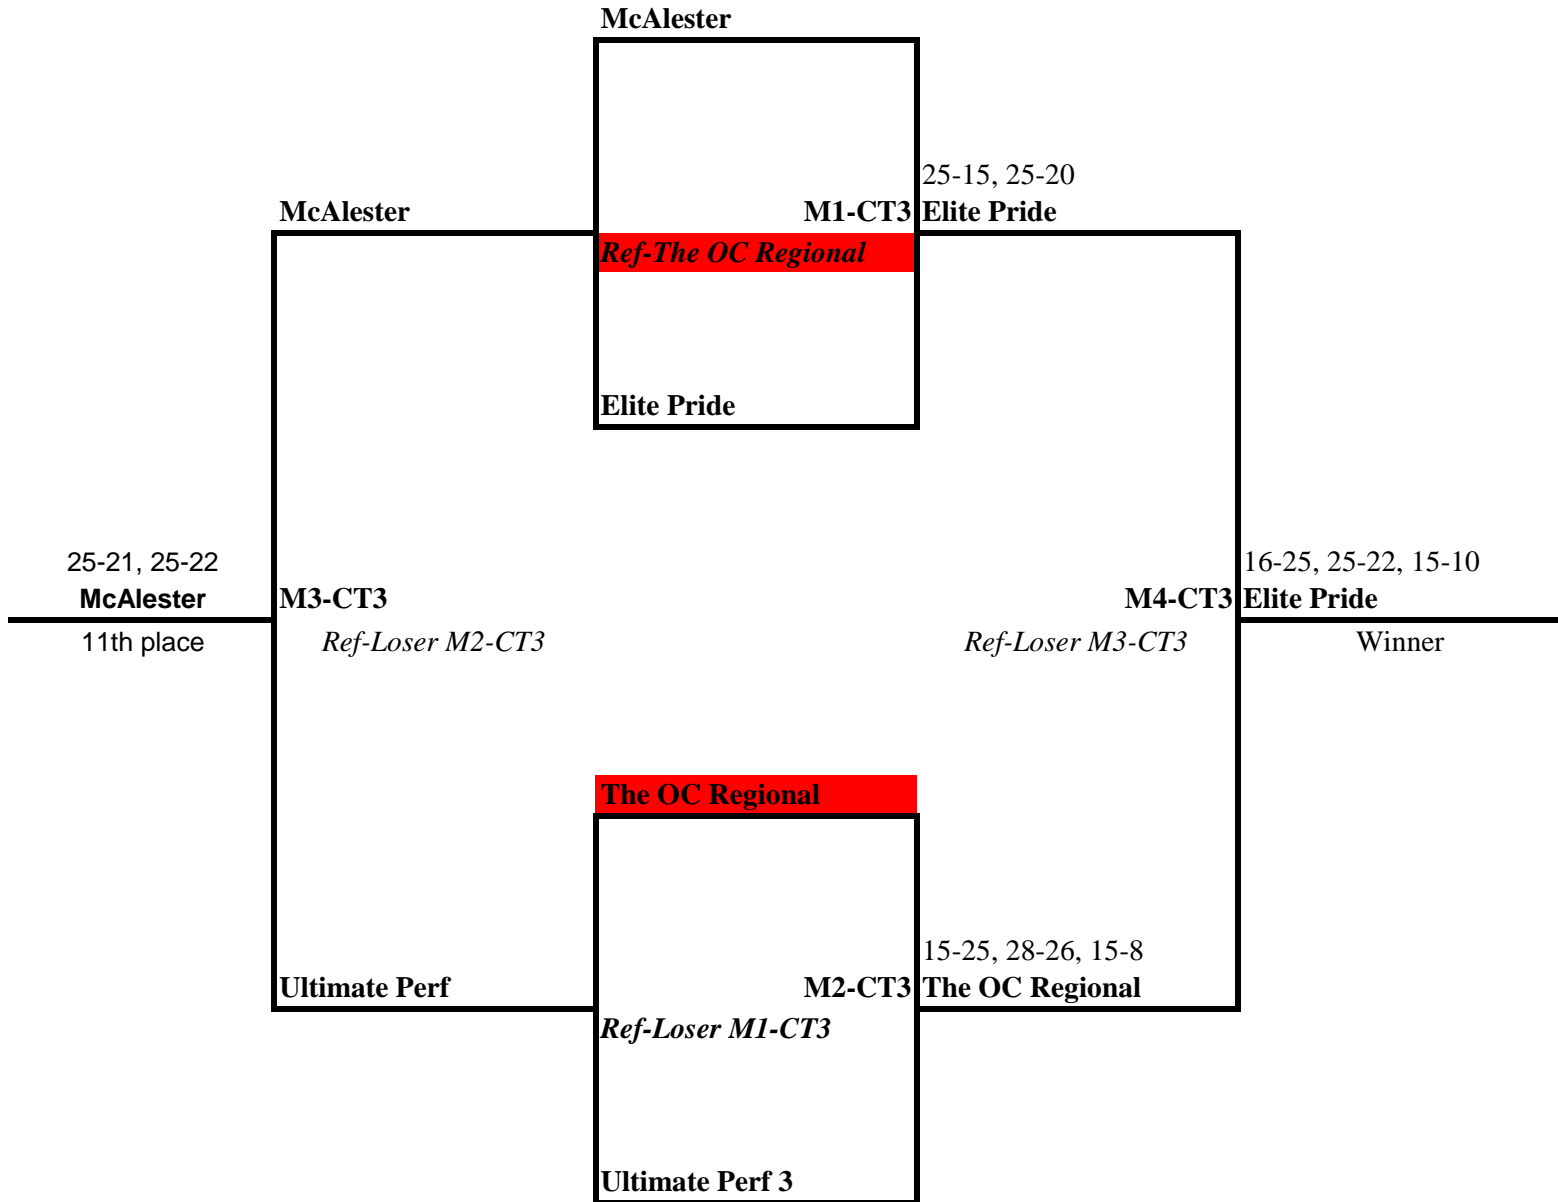 McAlester
25-15, 25-20
McAlester
M1-CT3 Elite Pride
Ref-The OC Regional
Elite Pride
25-21, 25-22
16-25, 25-22, 15-10
McAlester
M3-CT3
M4-CT3 Elite Pride
11th place
Ref-Loser M2-CT3
Ref-Loser M3-CT3
Winner
The OC Regional
15-25, 28-26, 15-8
Ultimate Perf
M2-CT3 The OC Regional
Ref-Loser M1-CT3
Ultimate Perf 3